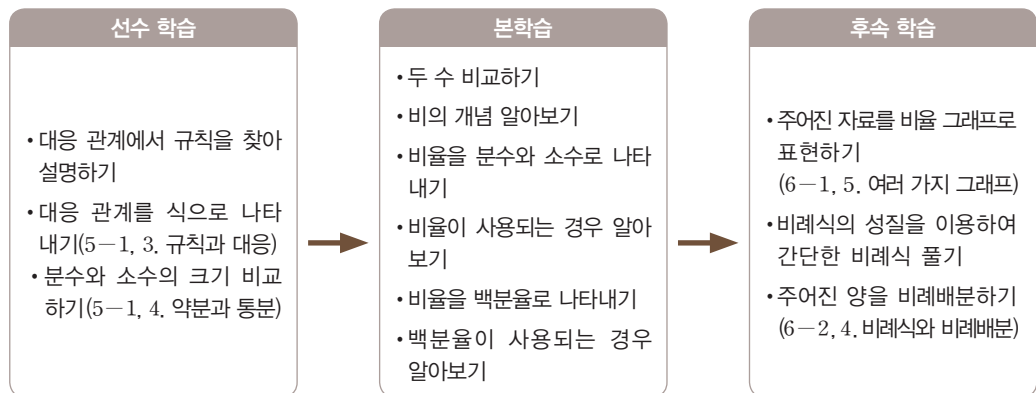 선수 학습
• 대응 관계에서 규칙을 찾아
설명하기
• 대응 관계를 식으로 나타
내기(5－1, 3. 규칙과 대응)
• 분수와 소수의 크기 비교
하기(5－1, 4. 약분과 통분)
본학습
• 두 수 비교하기
• 비의 개념 알아보기
• 비율을 분수와 소수로 나타
내기
• 비율이 사용되는 경우 알아
보기
• 비율을 백분율로 나타내기
• 백분율이 사용되는 경우
알아보기
후속 학습
• 주어진 자료를 비율 그래프로
표현하기
(6－1, 5. 여러 가지 그래프)
• 비례식의 성질을 이용하여
간단한 비례식 풀기
• 주어진 양을 비례배분하기
(6－2, 4. 비례식와 비례배분)